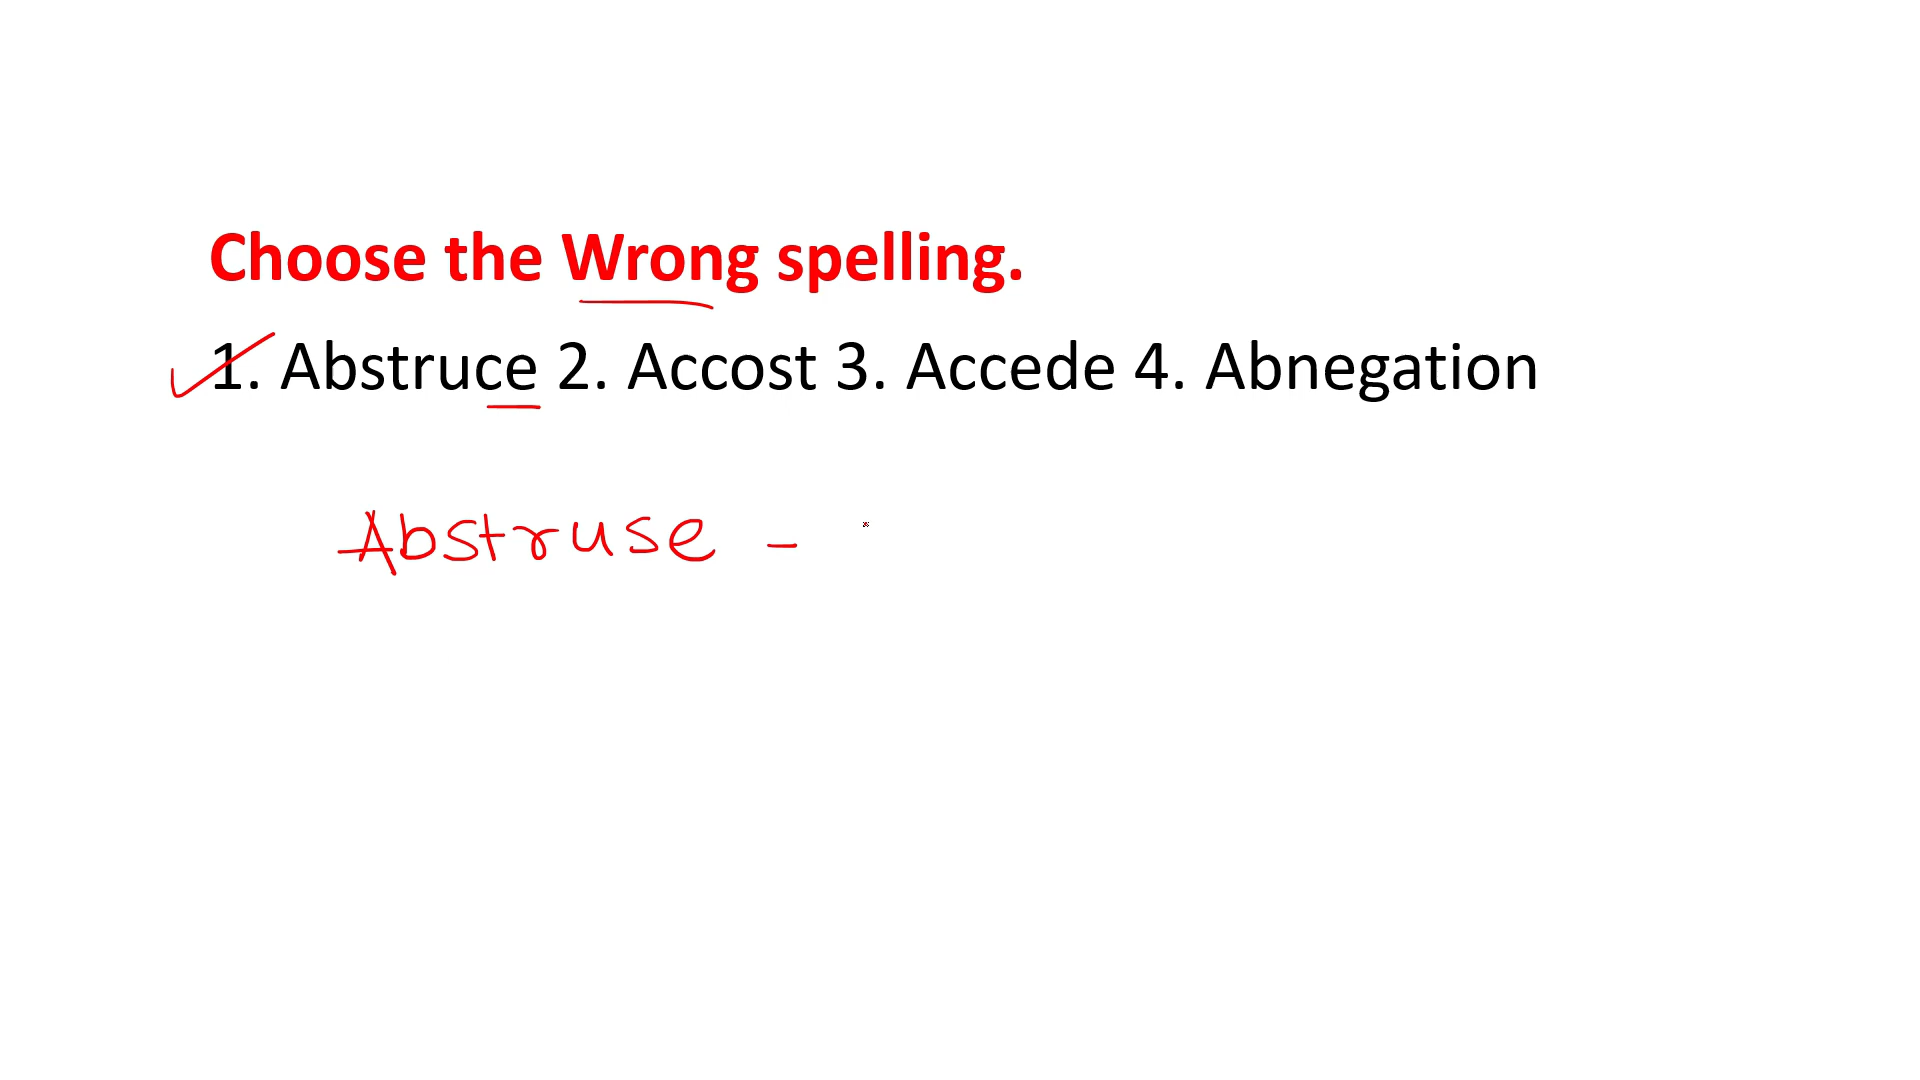 Choose the Wrong spelling.
1. Abstruce 2. Accost 3. Accede 4. Abnegation
Abstruse -